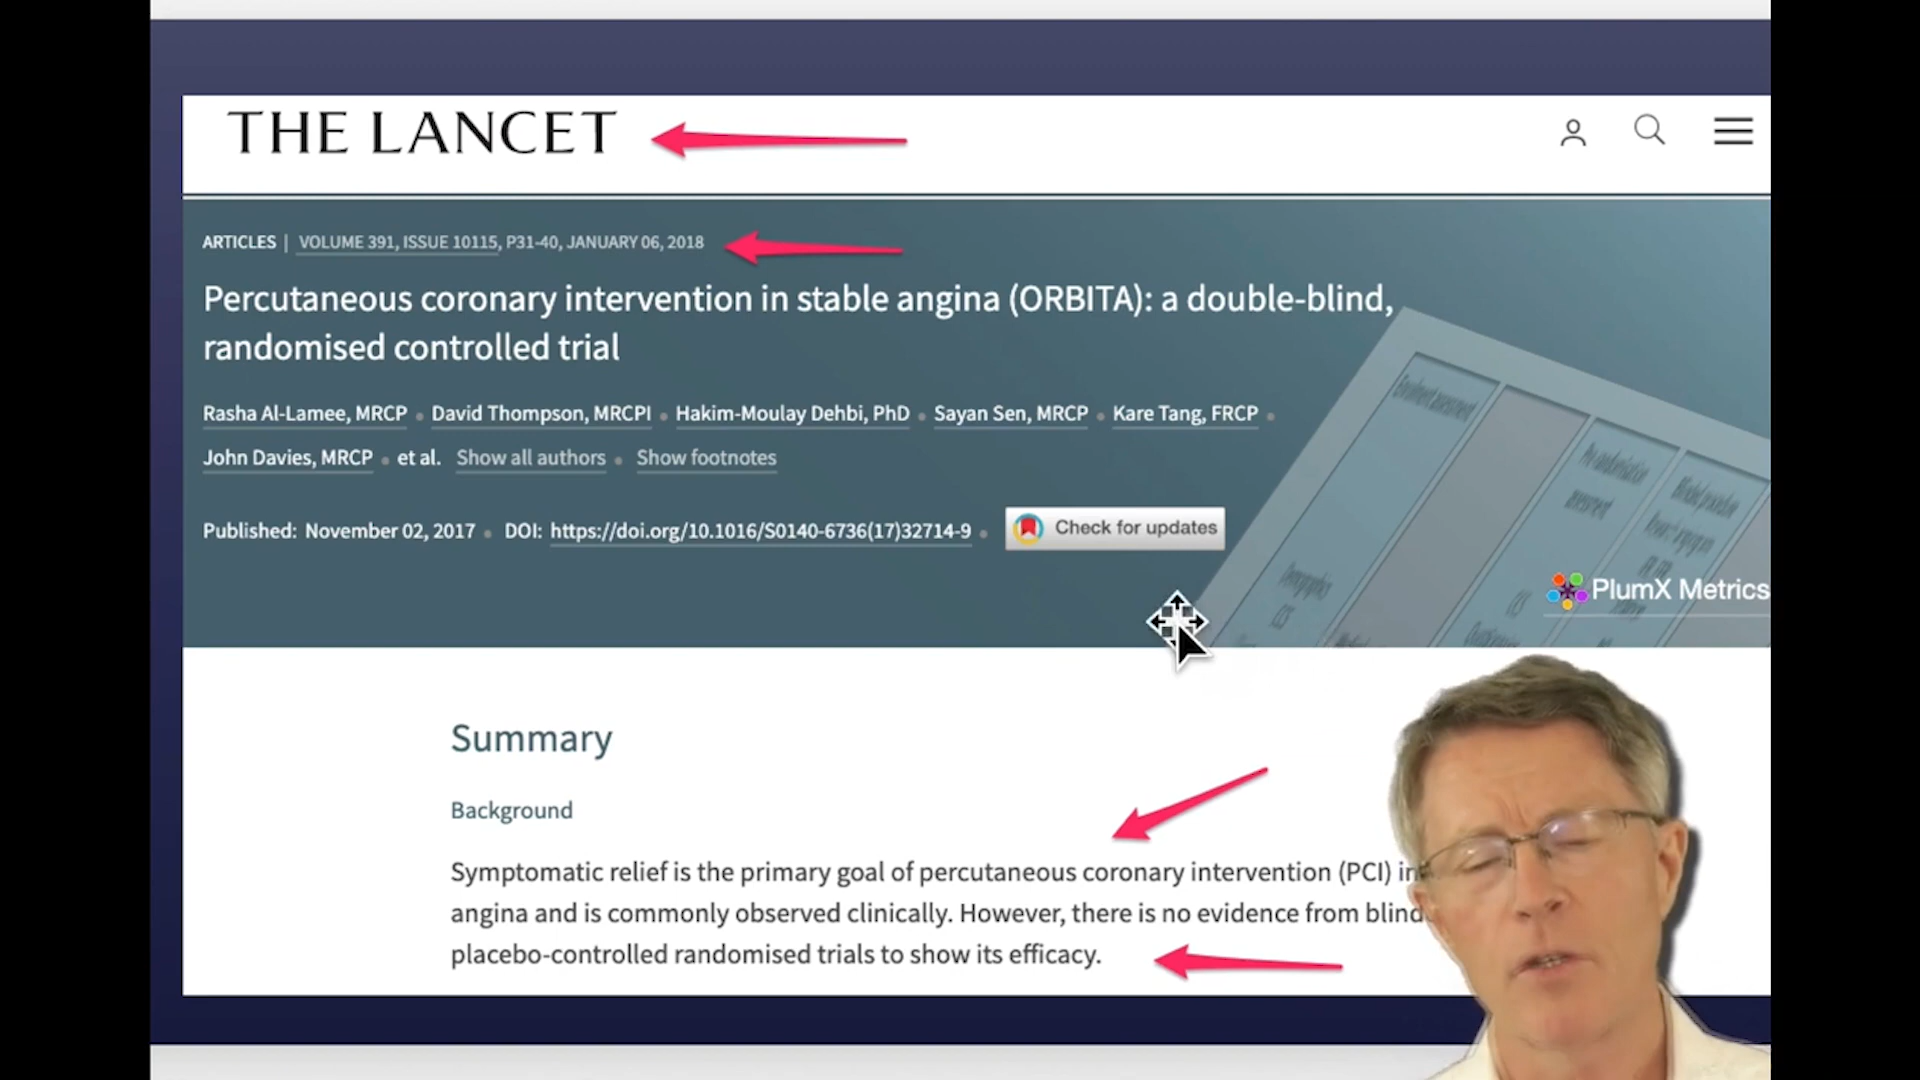 THE LANCET
ARTICLES | VOLUME 391, ISSUE 10115, P31-40, JANUARY 06, 2018
Percutaneous coronary intervention in stable angina (ORBITA): a double-blind,
randomised controlled trial
Rasha Al-Lamee, MRCP • David Thompson, MRCPI • Hakim-Moulay Dehbi, PhD • Sayan Sen, MRCP • Kare Tang, FRCP •
John Davies, MRCP • et al. Show all authors • Show footnotes
Published: November 02, 2017 • DOI: https://doi.org/10.1016/S0140-6736(17)32714-9 •
Check for updates
PlumX Metrics
Summary
Background
Symptomatic relief is the primary goal of percutaneous coronary intervention (PCI) in
angina and is commonly observed clinically. However, there is no evidence from blind
placebo-controlled randomised trials to show its efficacy.